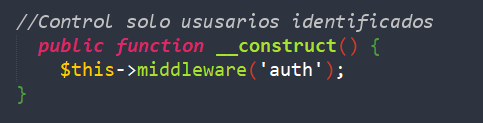 //Control solo ususarios identificados
public function __construct() {
$this->middleware('auth');
}